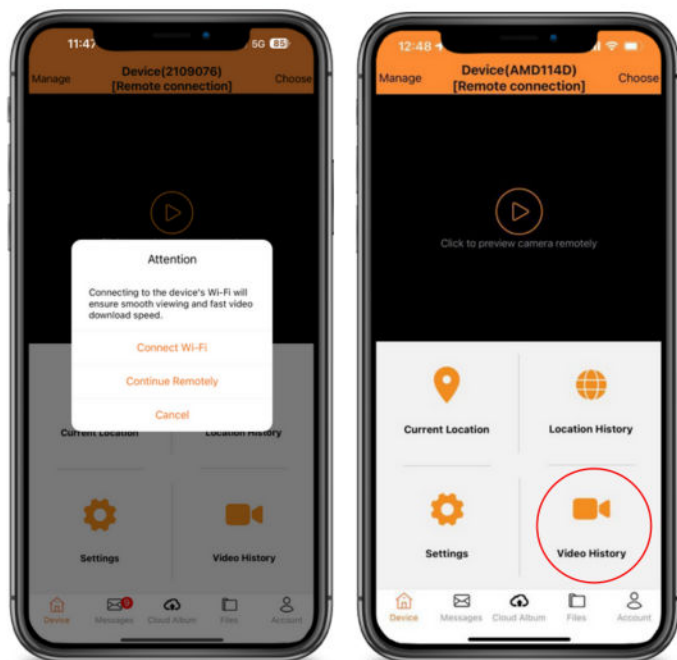 11:47
5G 85
Manage
Device(2109076)
[Remote connection]
Choose
Attention
Connecting to the device's Wi-Fi will
ensure smooth viewing and fast video
download speed.
Connect Wi-Fi
Continue Remotely
Cancel
Current Location
Location History
Settings
Video History
Device
Messages
Cloud Album
Files
Account
12:48
Manage
Device(AMD114D)
[Remote connection]
Choose
Click to preview camera remotely
Current Location
Location History
Settings
Video History
Device
Messages
Cloud Album
Files
Account